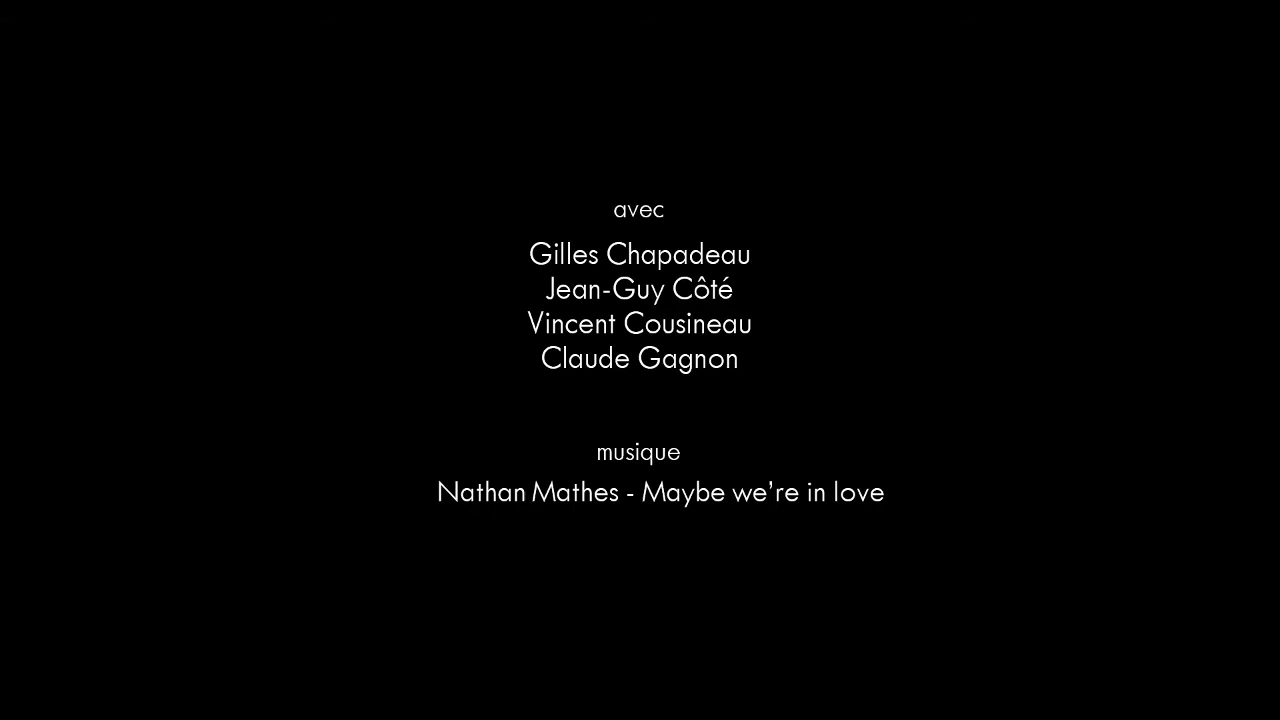 avec
Gilles Chapadeau
Jean-Guy Côté
Vincent Cousineau
Claude Gagnon
musique
Nathan Mathes - Maybe we're in love